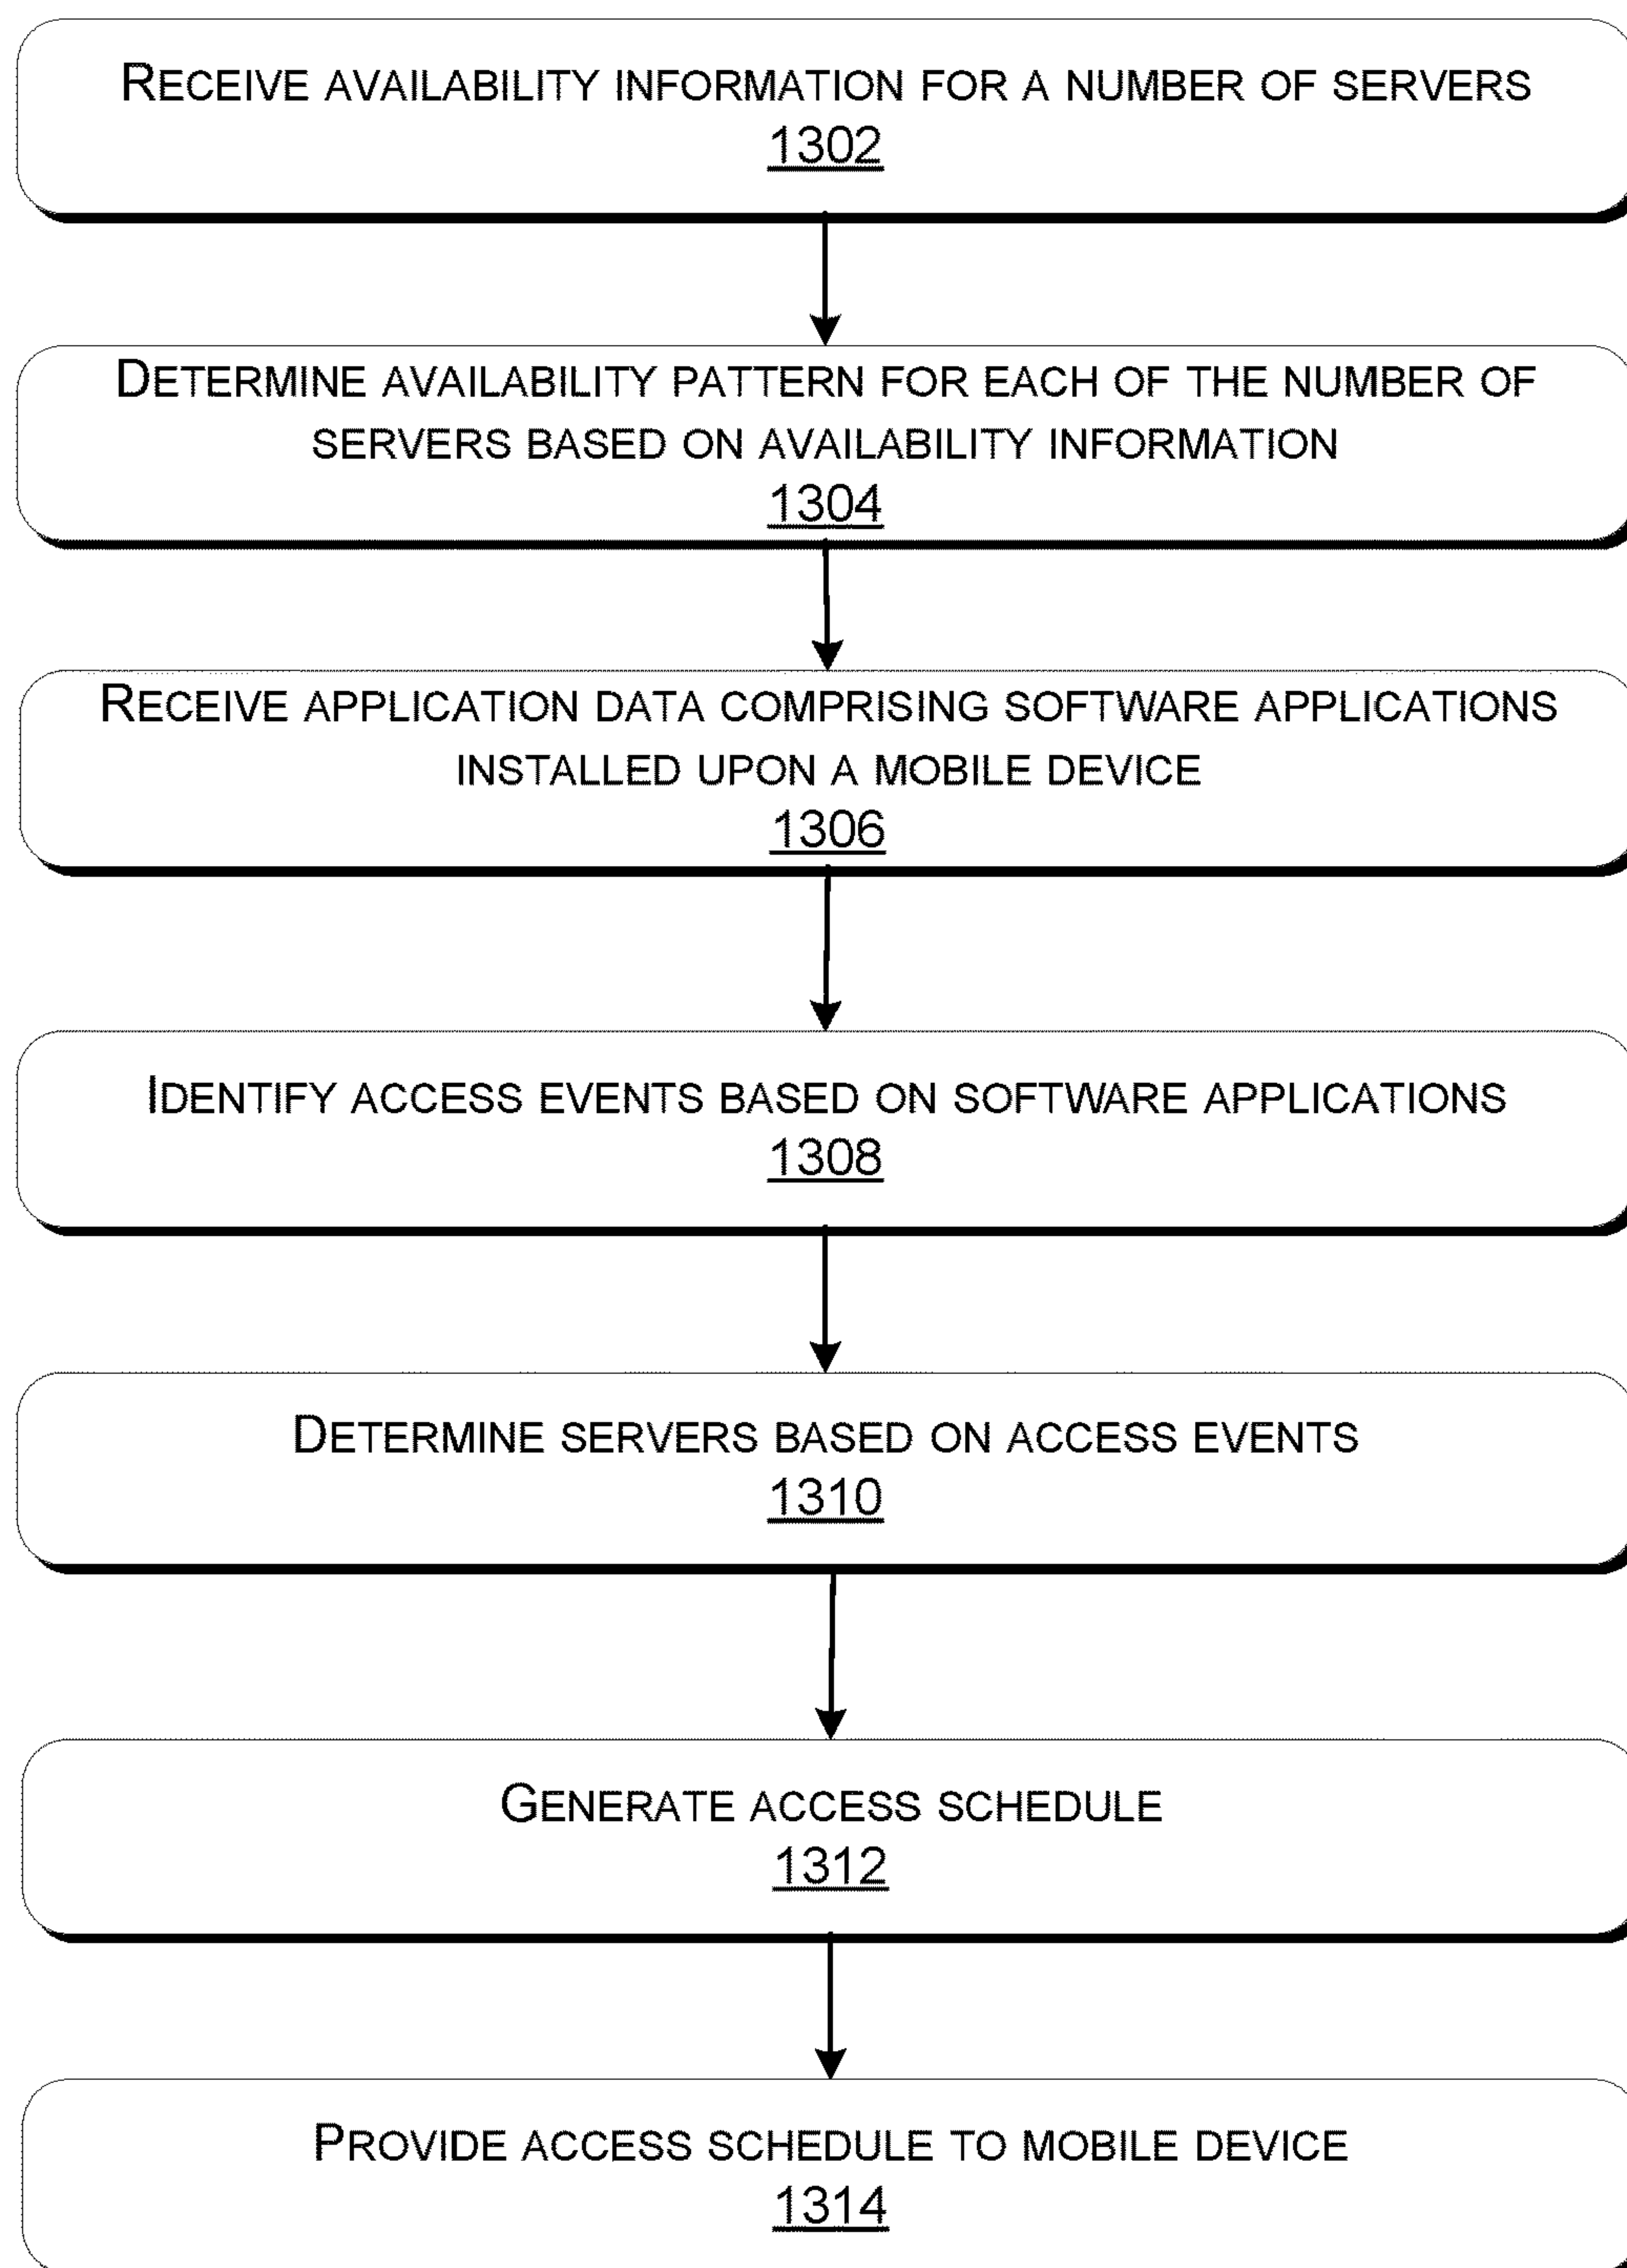 RECEIVE AVAILABILITY INFORMATION FOR A NUMBER OF SERVERS
1302
DETERMINE AVAILABILITY PATTERN FOR EACH OF THE NUMBER OF
SERVERS BASED ON AVAILABILITY INFORMATION
1304
RECEIVE APPLICATION DATA COMPRISING SOFTWARE APPLICATIONS
INSTALLED UPON A MOBILE DEVICE
1306
IDENTIFY ACCESS EVENTS BASED ON SOFTWARE APPLICATIONS
1308
DETERMINE SERVERS BASED ON ACCESS EVENTS
1310
GENERATE ACCESS SCHEDULE
1312
PROVIDE ACCESS SCHEDULE TO MOBILE DEVICE
1314